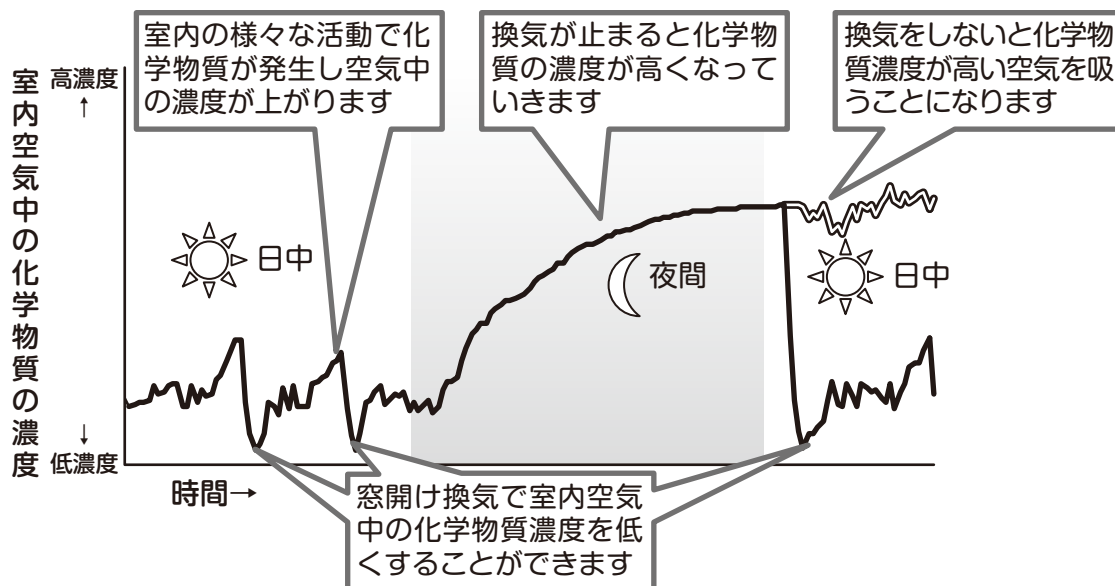 室内の様々な活動で化
学物質が発生し空気中
の濃度が上がります
換気が止まると化学物
質の濃度が高くなって
いきます
換気をしないと化学物
質濃度が高い空気を吸
うことになります
室内空気中の化学物質の濃度
高濃度
↑
日中
夜間
日中
↓
低濃度
時間→
窓開け換気で室内空気
中の化学物質濃度を低
くすることができます